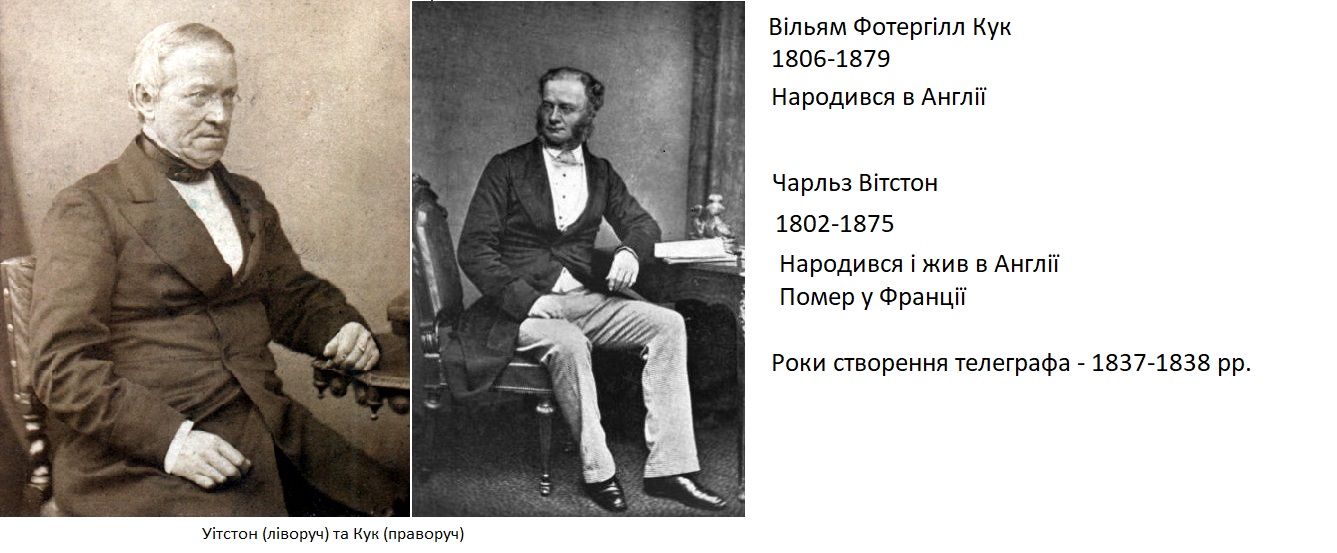 Вільям Фотергілл Кук
1806-1879
Народився в Англії
Чарльз Вітстон
1802-1875
Народився і жив в Англії
Помер у Франції
Роки створення телеграфа - 1837-1838 рр.
Уітстон (ліворуч) та Кук (праворуч)